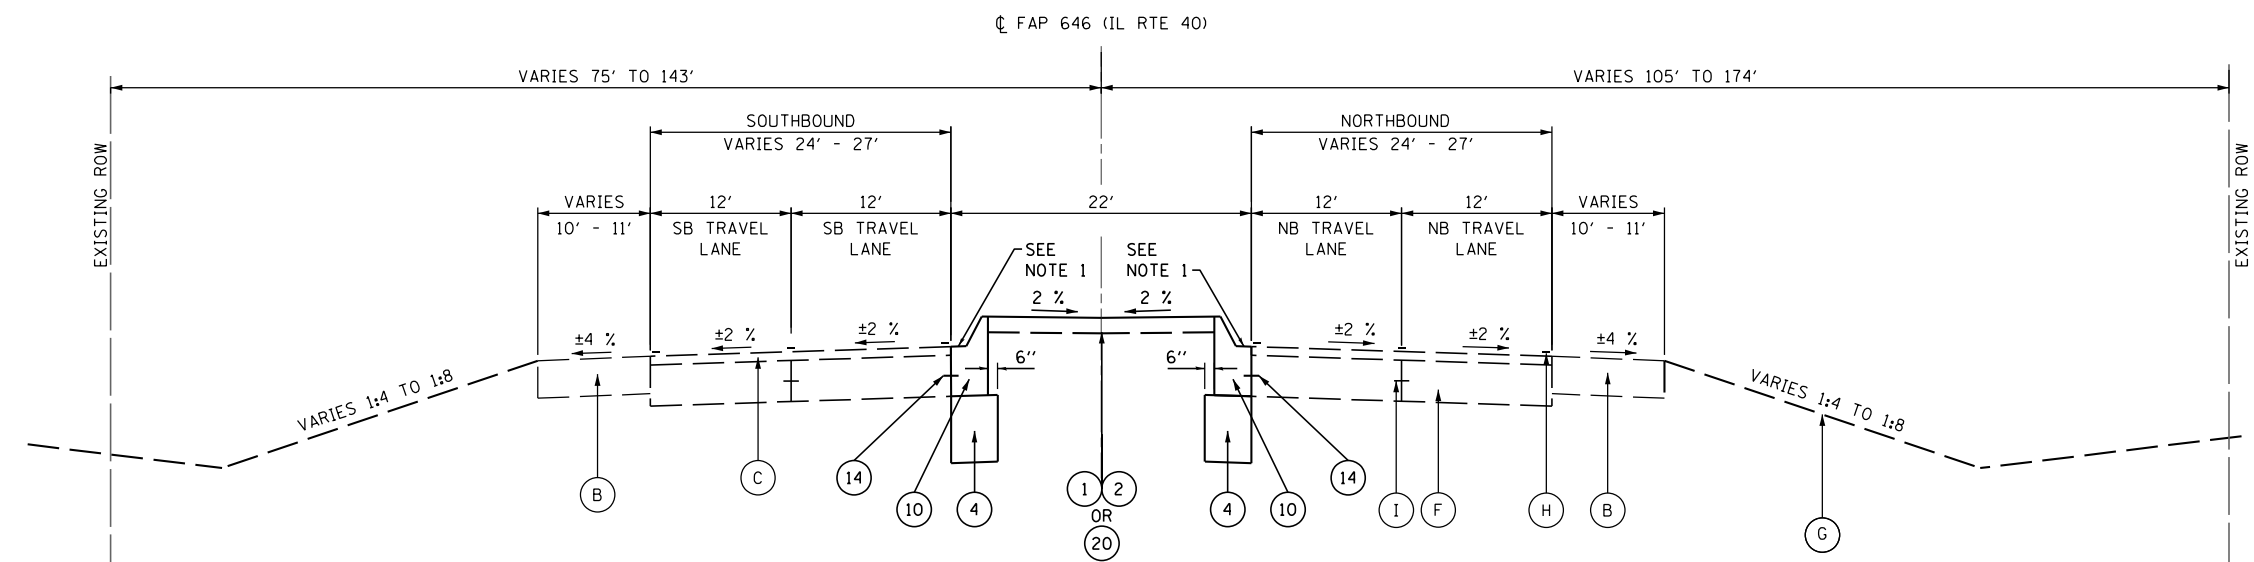 ℄ FAP 646 (IL RTE 40)
VARIES 75' TO 143'
VARIES 105' TO 174'
SOUTHBOUND
VARIES 24' - 27'
NORTHBOUND
VARIES 24' - 27'
EXISTING ROW
EXISTING ROW
VARIES
10' - 11'
12'
SB TRAVEL
LANE
12'
SB TRAVEL
LANE
22'
12'
NB TRAVEL
LANE
12'
NB TRAVEL
LANE
VARIES
10' - 11'
SEE
NOTE 1
SEE
NOTE 1
2 %
2 %
±4 %
±2 %
±2 %
±2 %
±2 %
±4 %
6''
6''
VARIES 1:4 TO 1:8
VARIES 1:4 TO 1:8
B
C
14
10
4
1
2
OR
20
4
10
14
I
F
H
B
G